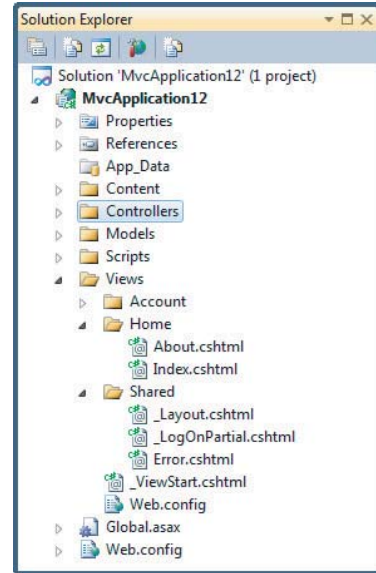 Solution Explorer
Solution 'MvcApplication12' (1 project)
MvcApplication12
Properties
References
App_Data
Content
Controllers
Models
Scripts
Views
Account
Home
About.cshtml
Index.cshtml
Shared
_Layout.cshtml
_LogOnPartial.cshtml
Error.cshtml
_ViewStart.cshtml
Web.config
Global.asax
Web.config